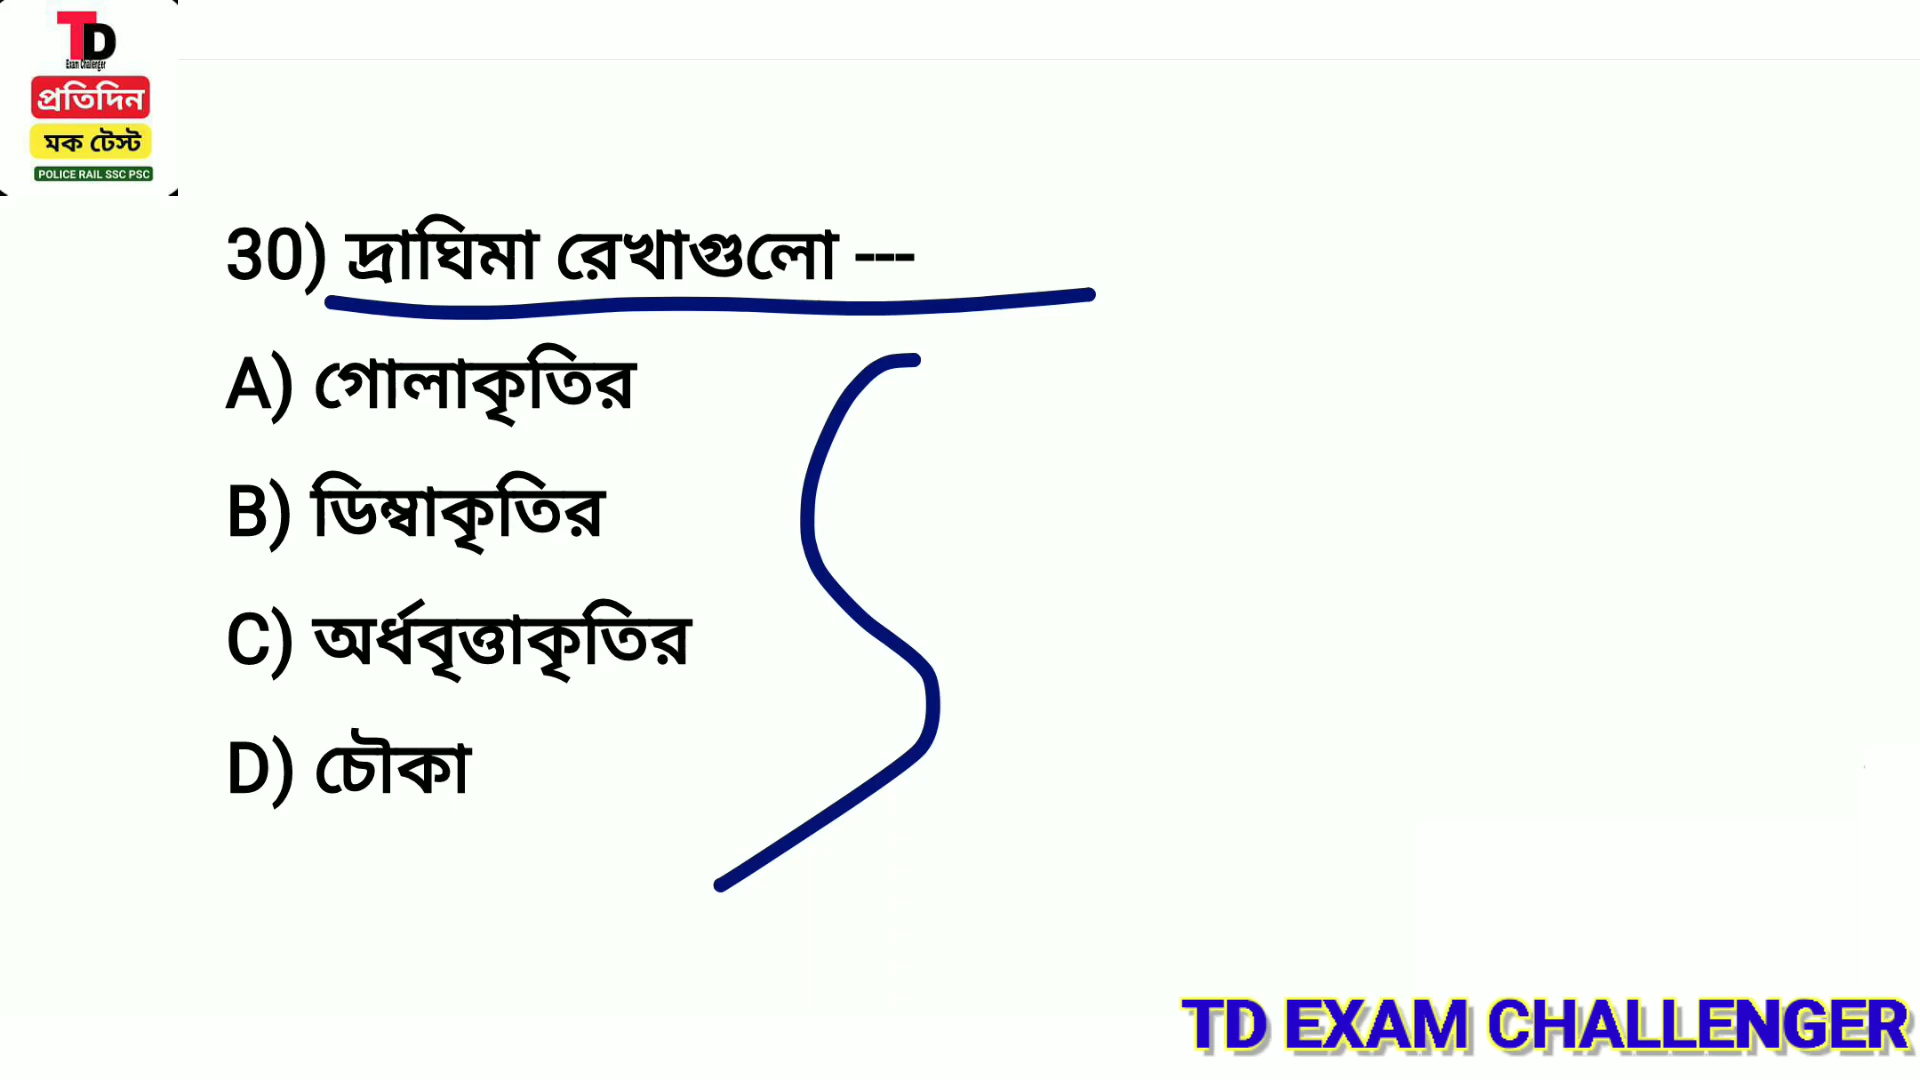 TD
Exam Challenger
প্রতিদিন
মক টেস্ট
POLICE RAIL SSC PSC
30) দ্রাঘিমা রেখাগুলো ---
A) গোলাকৃতির
B) ডিম্বাকৃতির
C) অর্ধবৃত্তাকৃতির
D) চৌকা
TD EXAM CHALLENGER